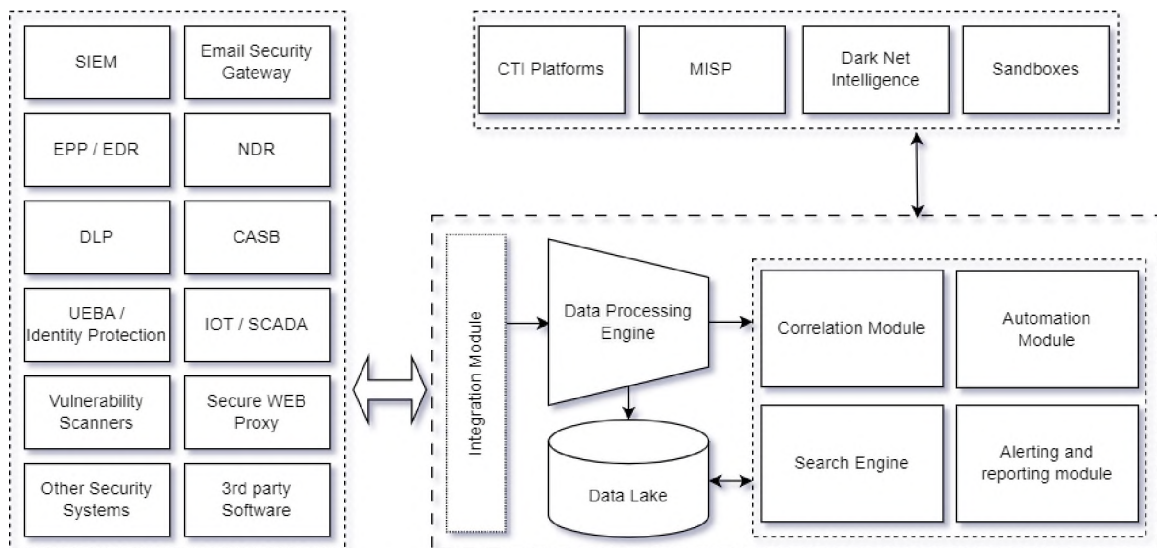 SIEM
Email Security
Gateway
EPP / EDR
NDR
DLP
CASB
UEBA /
Identity Protection
IOT / SCADA
Vulnerability
Scanners
Secure WEB
Proxy
Other Security
Systems
3rd party
Software
CTI Platforms
MISP
Dark Net
Intelligence
Sandboxes
Integration Module
Data Processing
Engine
Data Lake
Correlation Module
Automation
Module
Search Engine
Alerting and
reporting module